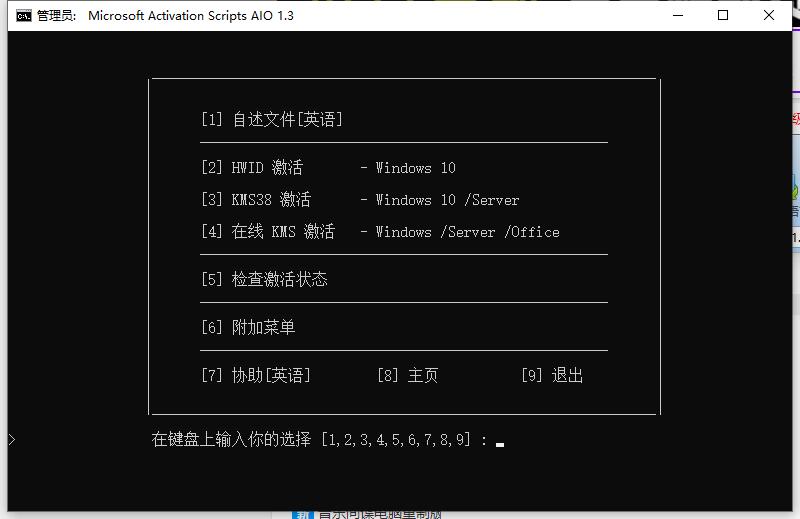 管理员: Microsoft Activation Scripts AIO 1.3
[1] 自述文件[英语]
[2] HWID 激活 - Windows 10
[3] KMS38 激活 - Windows 10 /Server
[4] 在线 KMS 激活 - Windows /Server /Office
[5] 检查激活状态
[6] 附加菜单
[7] 协助[英语] [8] 主页 [9] 退出
在键盘上输入你的选择 [1,2,3,4,5,6,7,8,9] :
>